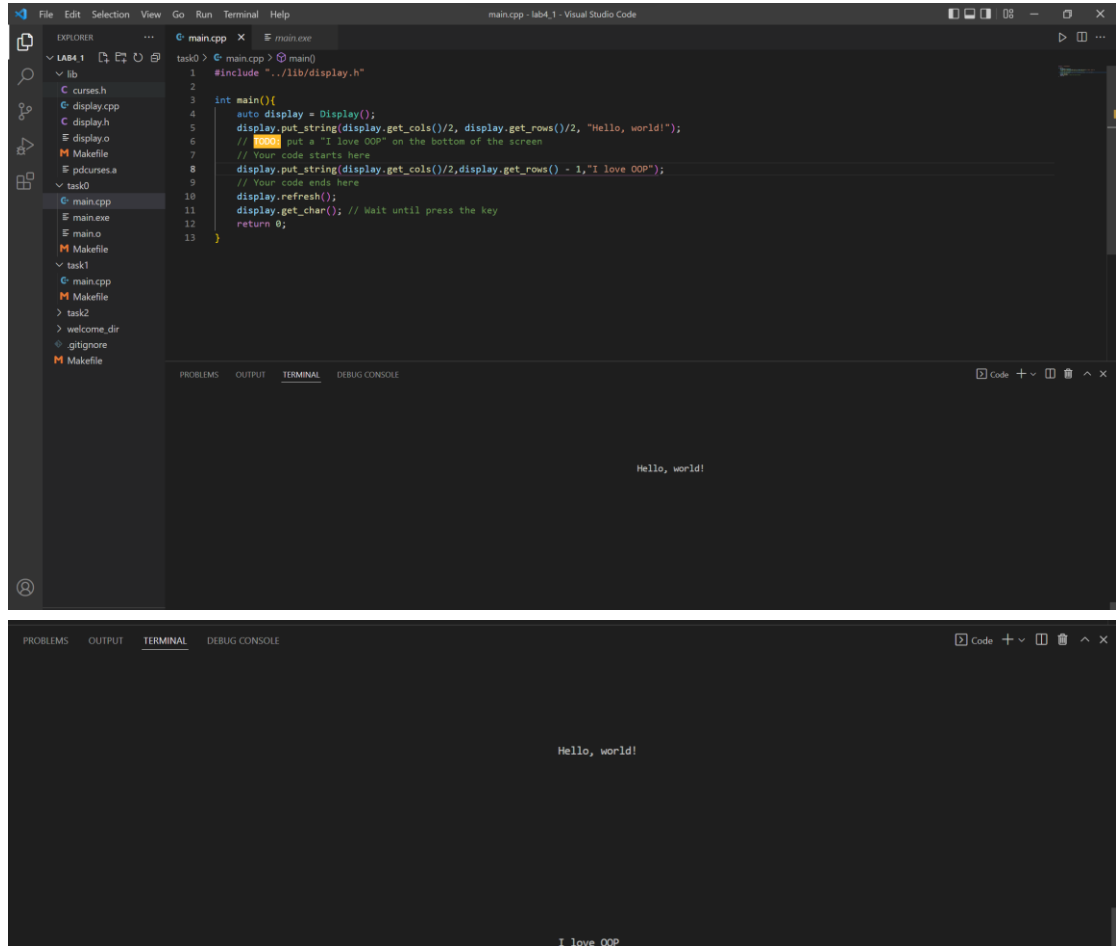 File Edit Selection View Go Run Terminal Help main.cpp - lab4_1 - Visual Studio Code
EXPLORER ···
LAB4_1
lib
curses.h
display.cpp
display.h
display.o
Makefile
pdcurses.a
task0
main.cpp
main.exe
main.o
Makefile
task1
main.cpp
Makefile
task2
welcome_dir
.gitignore
Makefile
main.cpp main.exe
task0 > main.cpp > main()
1 #include "../lib/display.h"
2
3 int main(){
4     auto display = Display();
5     display.put_string(display.get_cols()/2, display.get_rows()/2, "Hello, world!");
6     // TODO: put a "I love OOP" on the bottom of the screen
7     // Your code starts here
8     display.put_string(display.get_cols()/2,display.get_rows() - 1,"I love OOP");
9     // Your code ends here
10     display.refresh();
11     display.get_char(); // Wait until press the key
12     return 0;
13 }
PROBLEMS OUTPUT TERMINAL DEBUG CONSOLE Code
Hello, world!
PROBLEMS OUTPUT TERMINAL DEBUG CONSOLE Code
Hello, world!
I love OOP